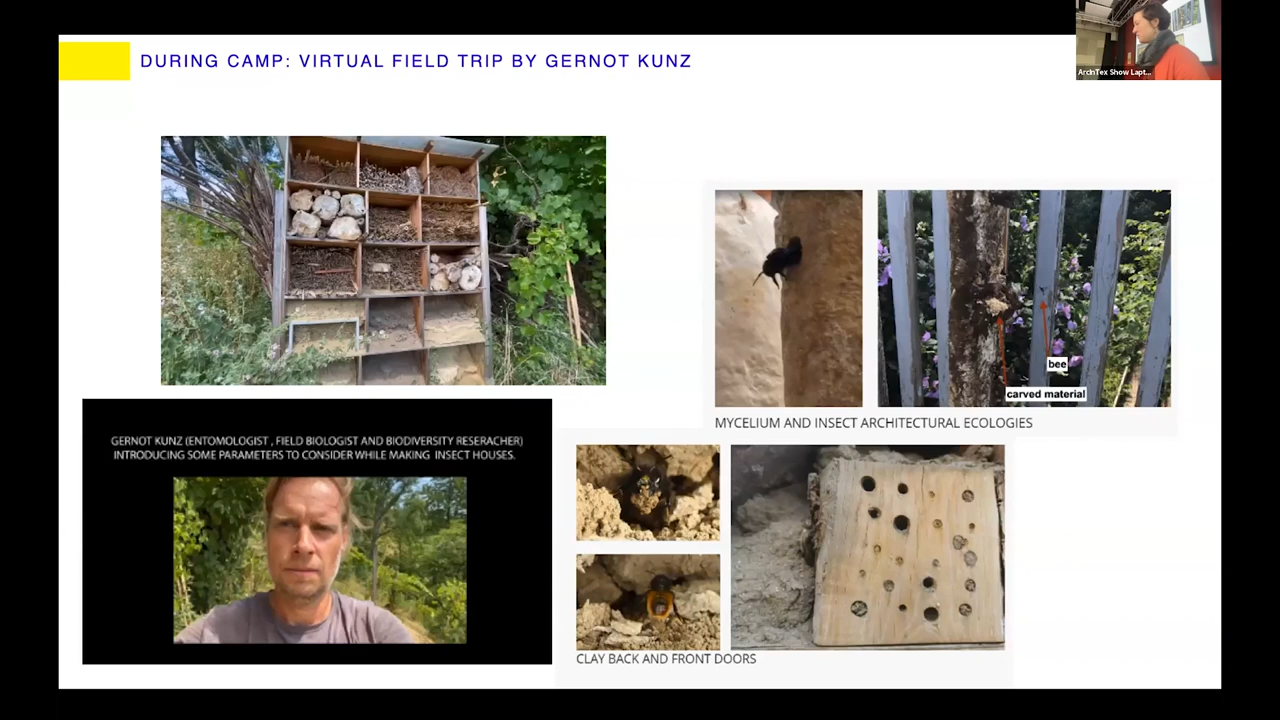 DURING CAMP: VIRTUAL FIELD TRIP BY GERNOT KUNZ
ArcInTex Show Lapt...
bee
carved material
MYCELIUM AND INSECT ARCHITECTURAL ECOLOGIES
GERNOT KUNZ (ENTOMOLOGIST , FIELD BIOLOGIST AND BIODIVERSITY RESERACHER)
INTRODUCING SOME PARAMETERS TO CONSIDER WHILE MAKING INSECT HOUSES.
CLAY BACK AND FRONT DOORS